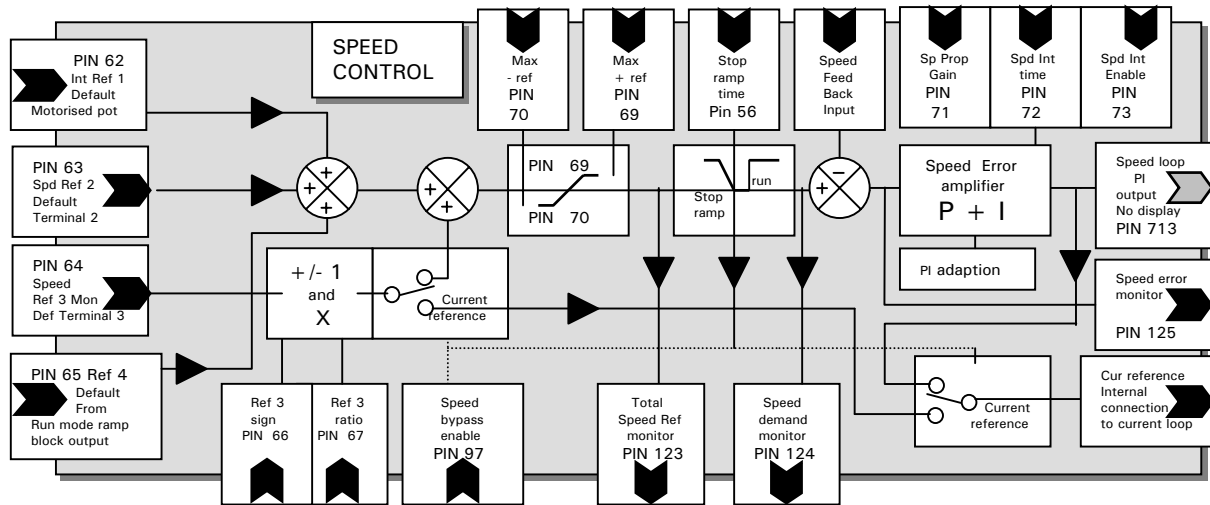 SPEED
CONTROL
PIN 62
Int Ref 1
Default
Motorised pot
PIN 63
Spd Ref 2
Default
Terminal 2
PIN 64
Speed
Ref 3 Mon
Def Terminal 3
PIN 65 Ref 4
Default
From
Run mode ramp
block output
Max
- ref
PIN
70
Max
+ ref
PIN
69
Stop
ramp
time
Pin 56
Speed
Feed
Back
Input
Sp Prop
Gain
PIN
71
Spd Int
time
PIN
72
Spd Int
Enable
PIN
73
+
+
+
+
+
PIN 69
PIN 70
run
Stop
ramp
-
+
Speed Error
amplifier
P + I
PI adaption
Speed loop
PI
output
No display
PIN 713
Speed error
monitor
PIN 125
Cur reference
Internal
connection
to current loop
+/- 1
and
X
Current
reference
Current
reference
Ref 3
sign
PIN 66
Ref 3
ratio
PIN 67
Speed
bypass
enable
PIN 97
Total
Speed Ref
monitor
PIN 123
Speed
demand
monitor
PIN 124